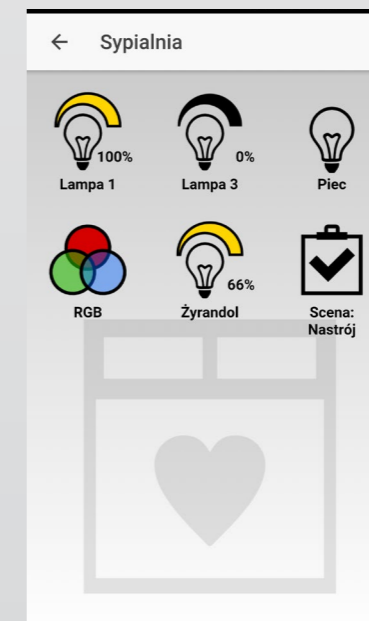 Sypialnia
100%
0%
Lampa 1
Lampa 3
Piec
66%
RGB
Żyrandol
Scena:
Nastrój